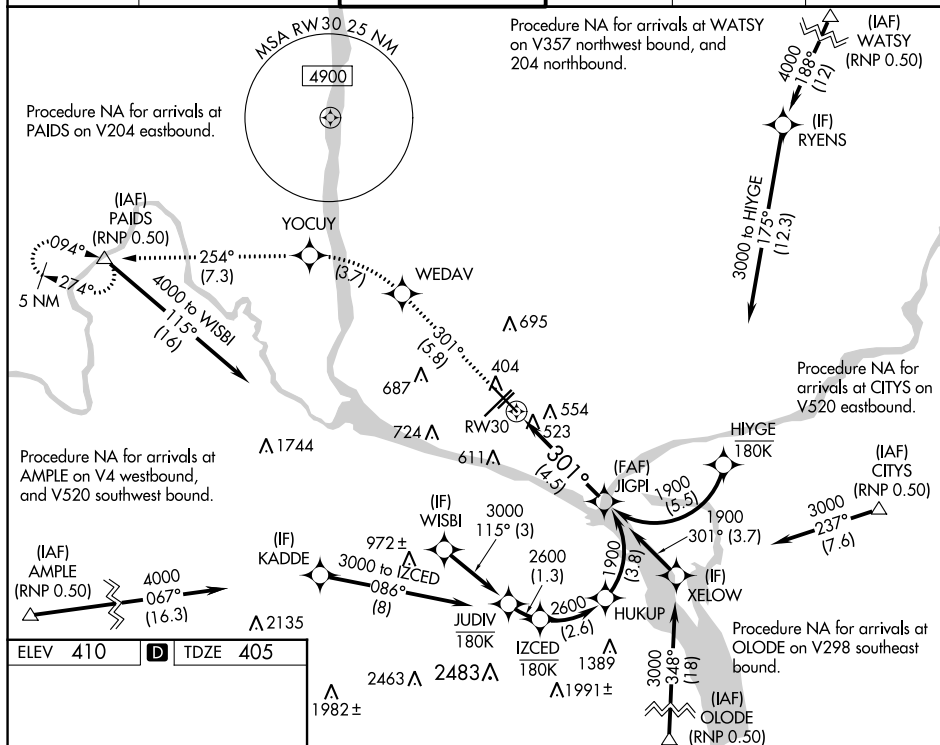 MSA RW30 25 NM
4900
Procedure NA for arrivals at WATSY
on V357 northwest bound, and
204 northbound.
(IAF)
WATSY
(RNP 0.50)
4000
188°
(12)
(IF)
RYENS
3000 to HIYGE
175°
(12.3)
Procedure NA for arrivals at
PAIDS on V204 eastbound.
(IAF)
PAIDS
(RNP 0.50)
094°
274°
5 NM
YOCUY
254°
(7.3)
(3.7)
WEDAV
4000 to WISBI
115°
(16)
301°
(5.8)
695
404
687
554
523
RW30
724
611
1744
Procedure NA for
arrivals at CITYS on
V520 eastbound.
HIYGE
180K
(IAF)
CITYS
(RNP 0.50)
3000
237°
(7.6)
301°
(4.5)
(FAF)
JIGPI
1900
(5.5)
1900
301° (3.7)
Procedure NA for arrivals at
AMPLE on V4 westbound,
and V520 southwest bound.
(IAF)
AMPLE
(RNP 0.50)
4000
067°
(16.3)
(IF)
KADDE
3000 to IZCED
086°
(8)
972±
(IF)
WISBI
3000
115° (3)
2600
(1.3)
JUDIV
180K
IZCED
180K
2600
(2.6)
HUKUP
1900
(3.8)
(IF)
XELOW
2135
1389
2463
2483
1991±
1982±
Procedure NA for arrivals at
OLODE on V298 southeast
bound.
3000
348°
(18)
(IAF)
OLODE
(RNP 0.50)
ELEV 410 D TDZE 405